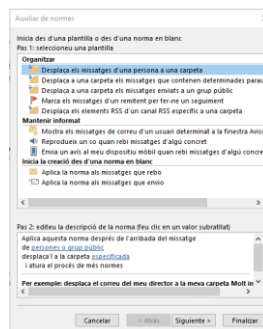 Auxiliar de normes
Inicia des d'una plantilla o des d'una norma en blanc
Pas 1: seleccioneu una plantilla
Organitzar
Desplaça els missatges d'una persona a una carpeta
Desplaça a una carpeta els missatges que contenen determinades parau
Desplaça els missatges enviats a un grup públic
Marca els missatges d'un remitent per fer-ne un seguiment
Desplaça els elements RSS d'un canal RSS específic a una carpeta
Mantenir informat
Mostra els missatges de correu d'un usuari determinat a la finestra Aviso
Reprodueix un so quan rebi missatges d'algú concret
Envia un avís al meu dispositiu mòbil quan rebi missatges d'algú concre
Inicia la creació des d'una norma en blanc
Aplica la norma als missatges que rebo
Aplica la norma als missatges que envio
Pas 2: editeu la descripció de la norma (feu clic en un valor subratllat)
Aplica aquesta norma després de l'arribada del missatge
de persones o grup públic
desplaça'l a la carpeta especificada
i atura el procés de més normes
Per exemple: desplaça el correu del meu director a la meva carpeta Molt in
Cancelar
< Atrás
Siguiente >
Finalizar